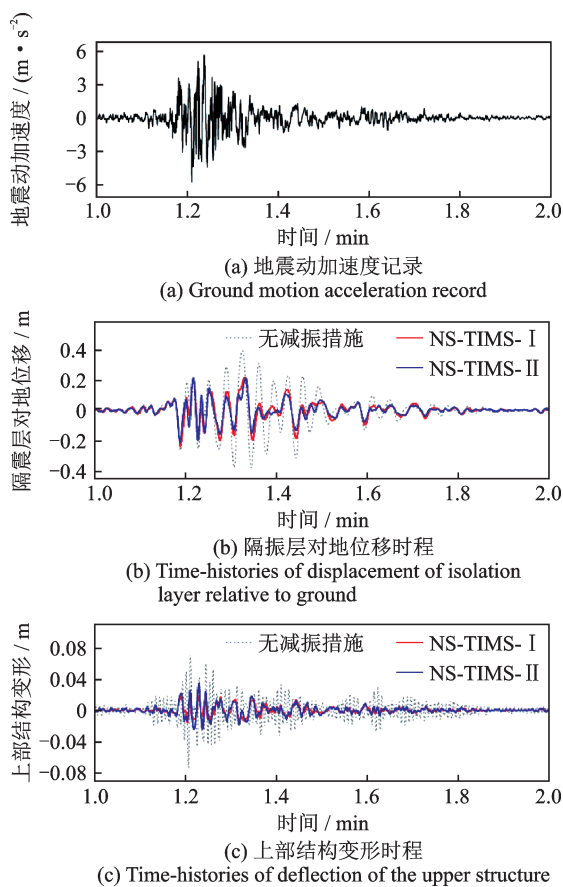 地震动加速度 / (m·s⁻²)
6
3
0
−3
−6
1.0 1.2 1.4 1.6 1.8 2.0
时间 / min
(a) 地震动加速度记录
(a) Ground motion acceleration record
隔震层对地位移 / m
无减振措施 NS-TIMS-Ⅰ
NS-TIMS-Ⅱ
0.4
0.2
0
−0.2
−0.4
1.0 1.2 1.4 1.6 1.8 2.0
时间 / min
(b) 隔振层对地位移时程
(b) Time-histories of displacement of isolation
layer relative to ground
上部结构变形 / m
无减振措施 NS-TIMS-Ⅰ
NS-TIMS-Ⅱ
0.08
0.04
0
−0.04
−0.08
1.0 1.2 1.4 1.6 1.8 2.0
时间 / min
(c) 上部结构变形时程
(c) Time-histories of deflection of the upper structure